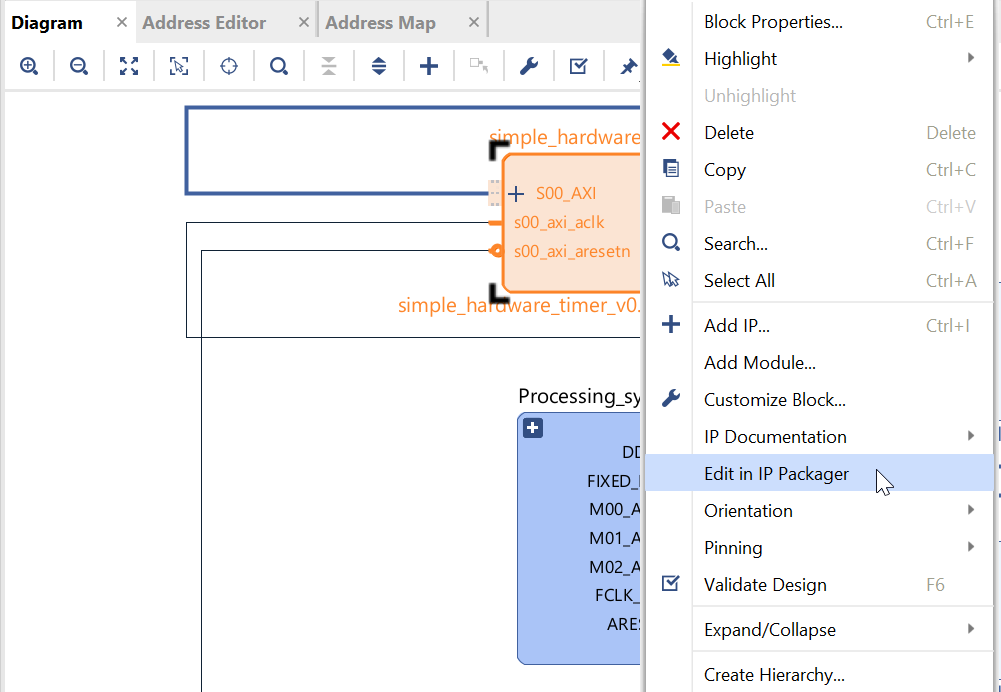 Diagram
Address Editor
Address Map
simple_hardware
S00_AXI
s00_axi_aclk
s00_axi_aresetn
simple_hardware_timer_v0.
Processing_sy
DD
FIXED_
M00_A
M01_A
M02_A
FCLK_
ARES
Block Properties... Ctrl+E
Highlight
Unhighlight
Delete Delete
Copy Ctrl+C
Paste Ctrl+V
Search... Ctrl+F
Select All Ctrl+A
Add IP... Ctrl+I
Add Module...
Customize Block...
IP Documentation
Edit in IP Packager
Orientation
Pinning
Validate Design F6
Expand/Collapse
Create Hierarchy...